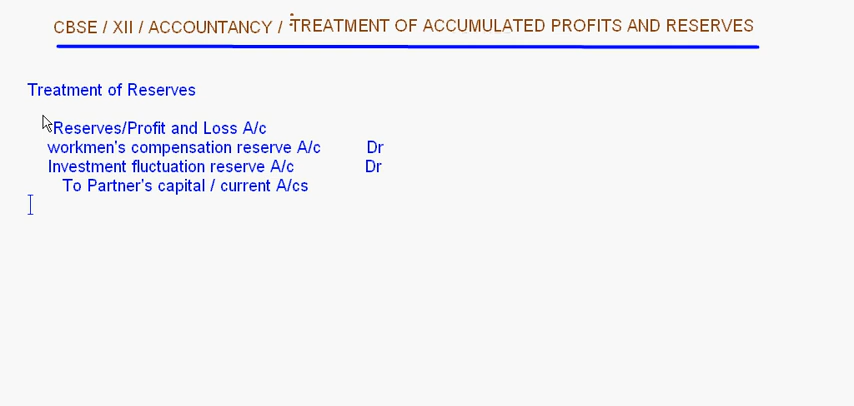 CBSE / XII / ACCOUNTANCY / TREATMENT OF ACCUMULATED PROFITS AND RESERVES
Treatment of Reserves
Reserves/Profit and Loss A/c
workmen's compensation reserve A/c Dr
Investment fluctuation reserve A/c Dr
To Partner's capital / current A/cs